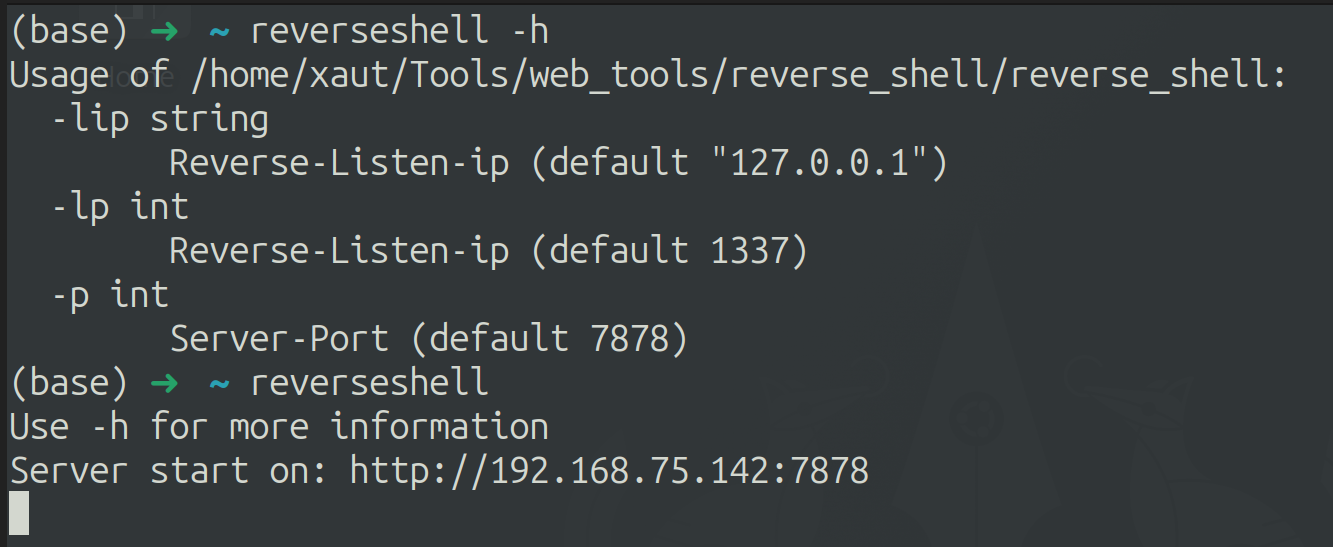 (base) ➜ ~ reverseshell -h
Usage of /home/xaut/Tools/web_tools/reverse_shell/reverse_shell:
  -lip string
        Reverse-Listen-ip (default "127.0.0.1")
  -lp int
        Reverse-Listen-ip (default 1337)
  -p int
        Server-Port (default 7878)
(base) ➜ ~ reverseshell
Use -h for more information
Server start on: http://192.168.75.142:7878